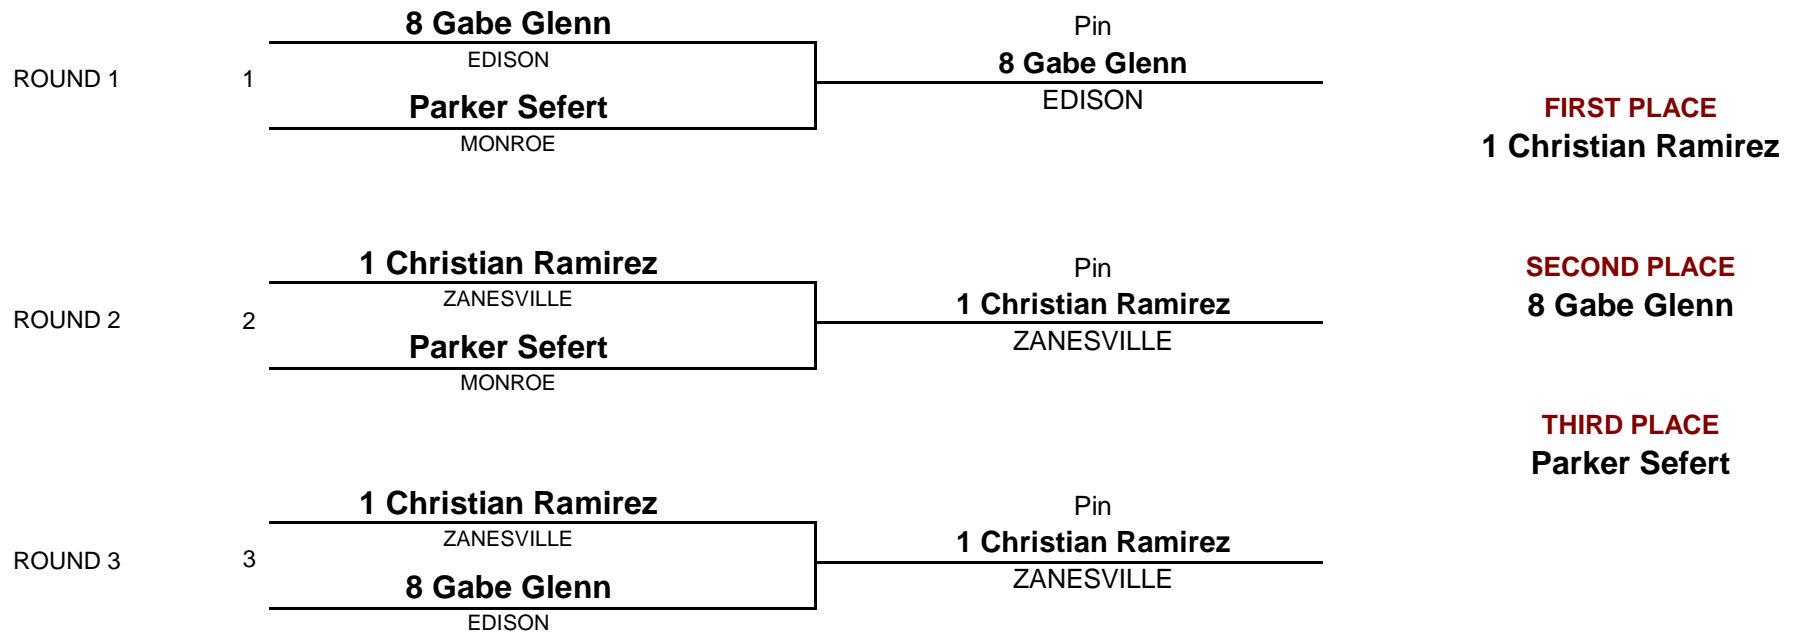 8 Gabe Glenn
EDISON
ROUND 1
1
Parker Sefert
MONROE
Pin
8 Gabe Glenn
EDISON
FIRST PLACE
1 Christian Ramirez
1 Christian Ramirez
ZANESVILLE
ROUND 2
2
Parker Sefert
MONROE
Pin
1 Christian Ramirez
ZANESVILLE
SECOND PLACE
8 Gabe Glenn
THIRD PLACE
Parker Sefert
1 Christian Ramirez
ZANESVILLE
ROUND 3
3
8 Gabe Glenn
EDISON
Pin
1 Christian Ramirez
ZANESVILLE